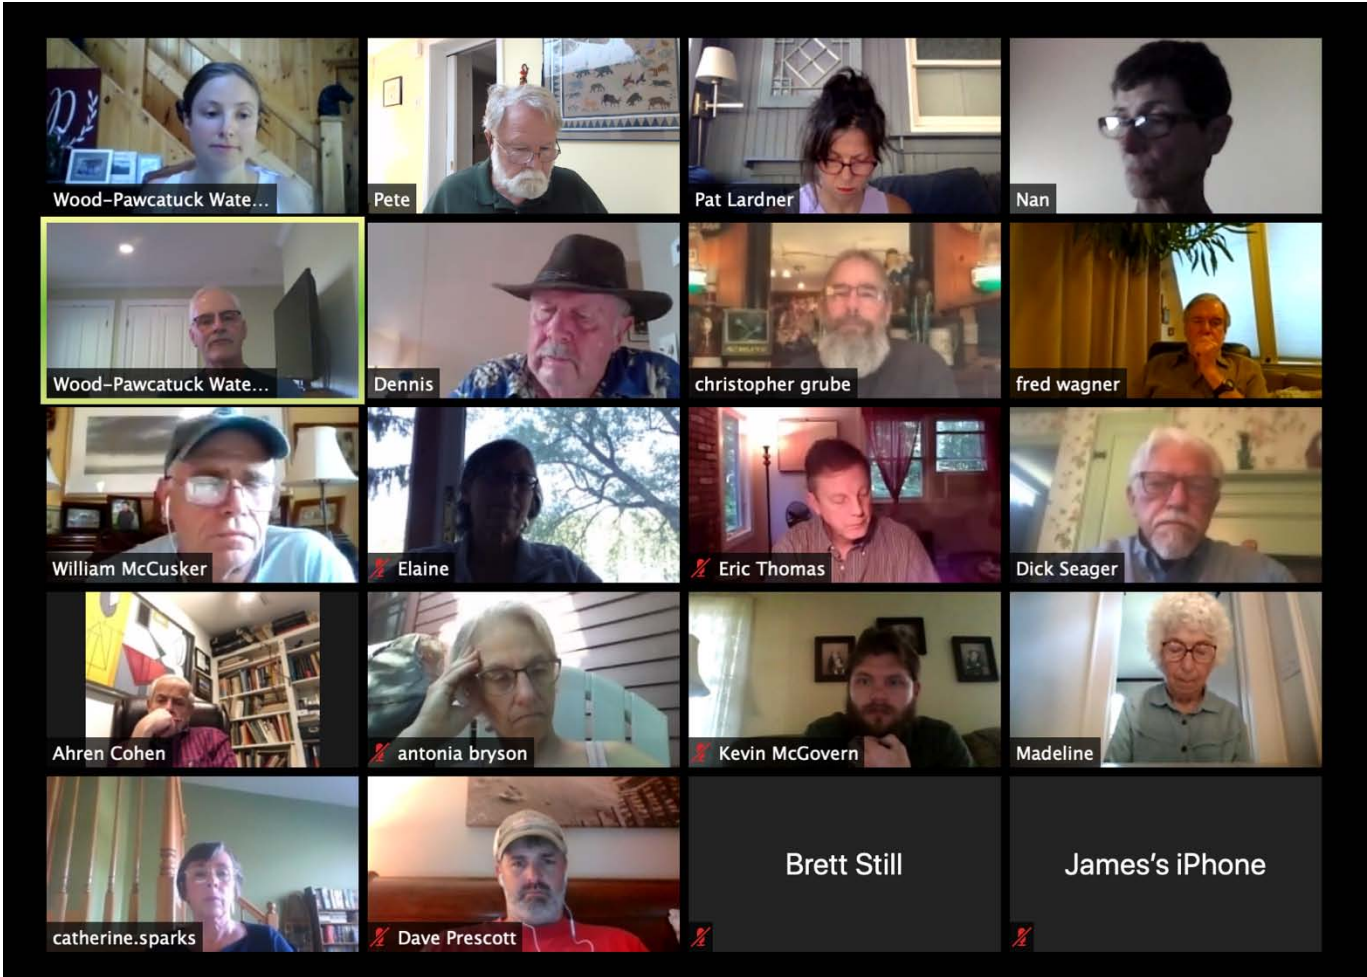 Wood-Pawcatuck Wate...
Pete
Pat Lardner
Nan
Wood-Pawcatuck Wate...
Dennis
christopher grube
fred wagner
William McCusker
Elaine
Eric Thomas
Dick Seager
Ahren Cohen
antonia bryson
Kevin McGovern
Madeline
catherine.sparks
Dave Prescott
Brett Still
James's iPhone